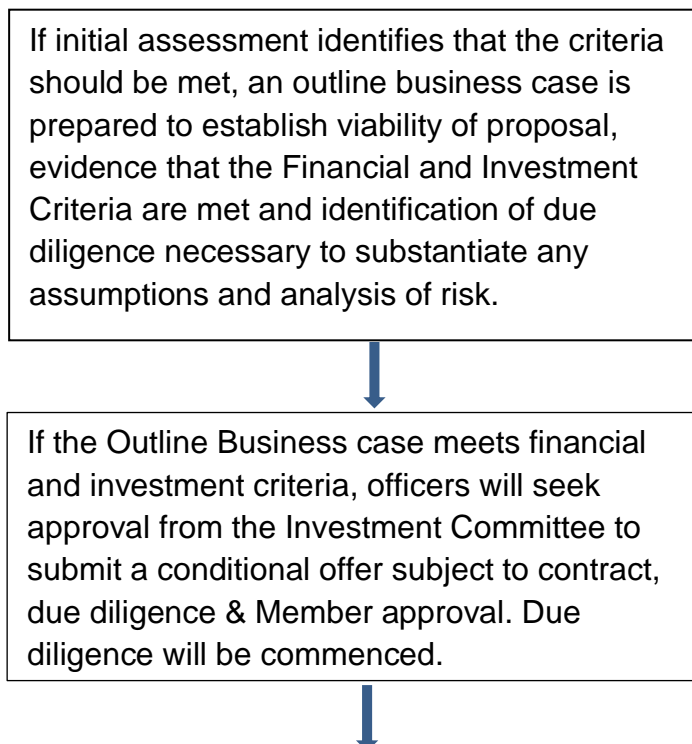 If initial assessment identifies that the criteria
should be met, an outline business case is
prepared to establish viability of proposal,
evidence that the Financial and Investment
Criteria are met and identification of due
diligence necessary to substantiate any
assumptions and analysis of risk.
If the Outline Business case meets financial
and investment criteria, officers will seek
approval from the Investment Committee to
submit a conditional offer subject to contract,
due diligence & Member approval. Due
diligence will be commenced.